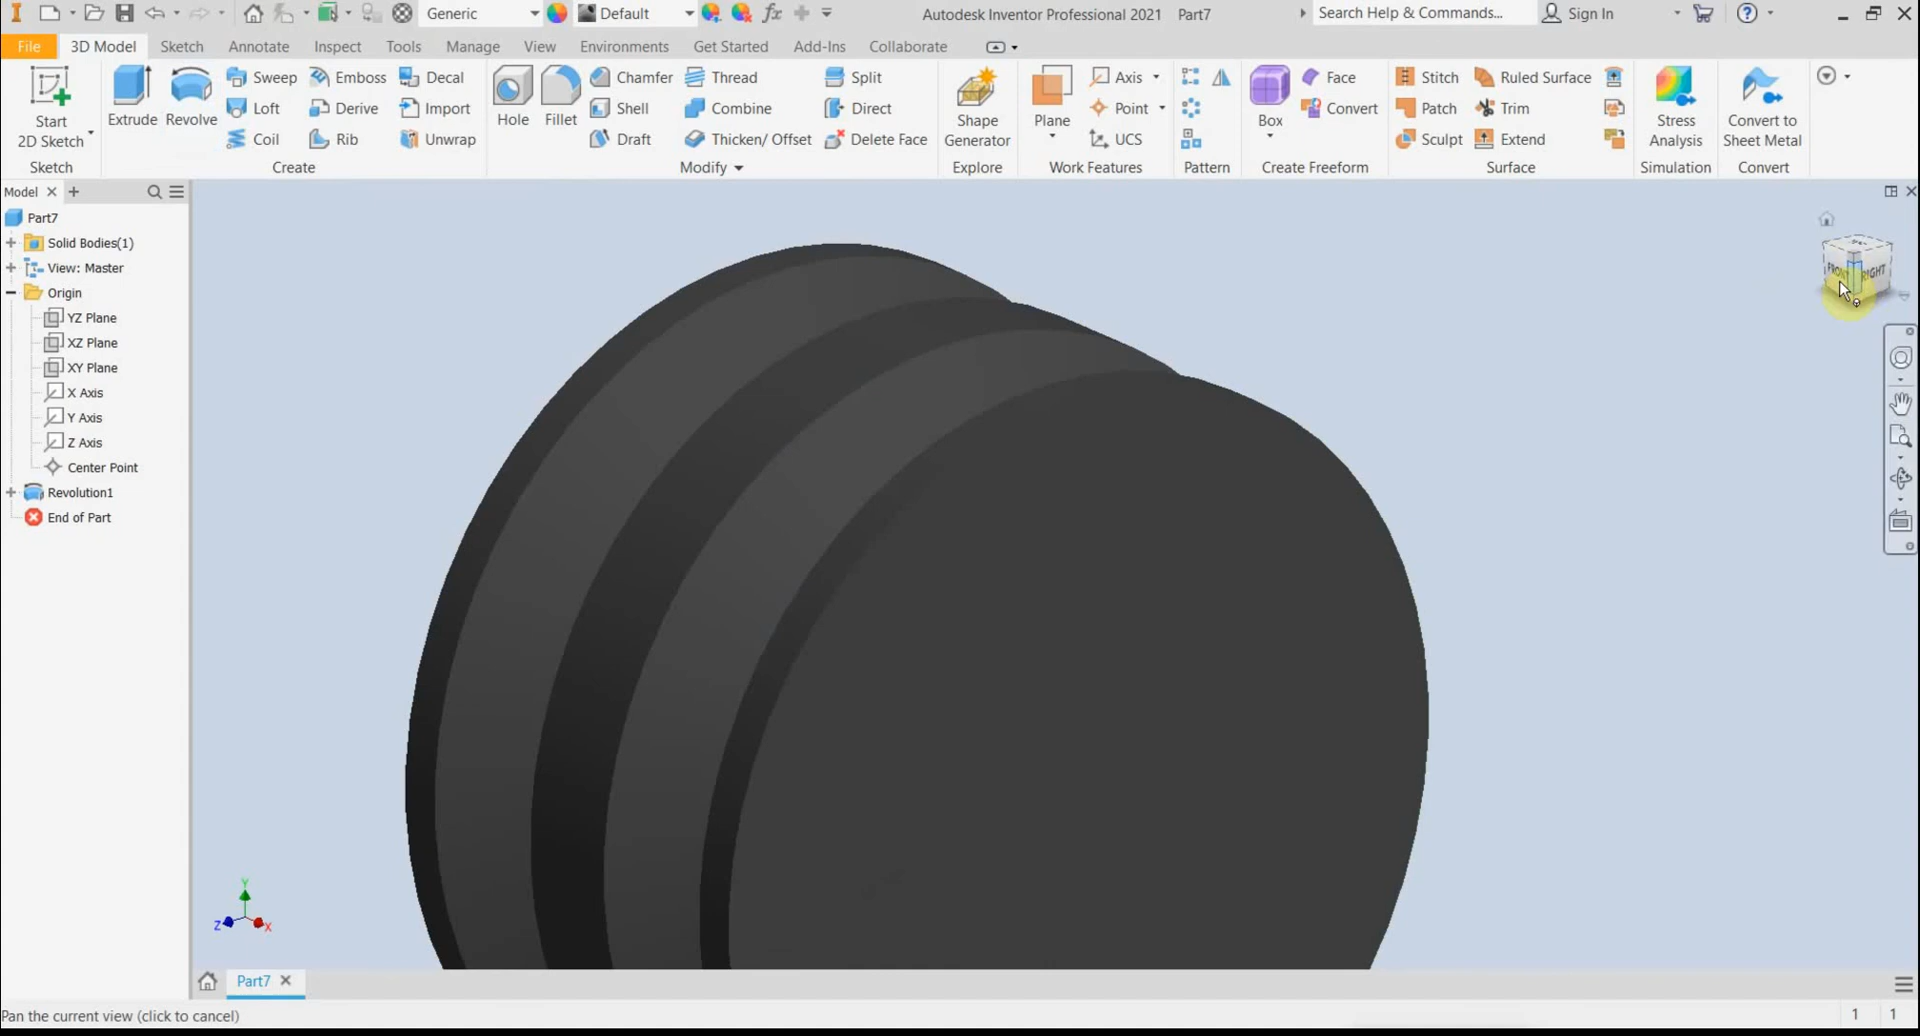 Generic
Default
fx
Autodesk Inventor Professional 2021 Part7
Search Help & Commands...
Sign In
File
3D Model
Sketch
Annotate
Inspect
Tools
Manage
View
Environments
Get Started
Add-Ins
Collaborate
Start
2D Sketch
Sketch
Extrude
Revolve
Sweep
Emboss
Decal
Loft
Derive
Import
Coil
Rib
Unwrap
Create
Hole
Fillet
Chamfer
Thread
Split
Shell
Combine
Direct
Draft
Thicken/ Offset
Delete Face
Modify
Shape
Generator
Explore
Plane
Axis
Point
UCS
Work Features
Pattern
Box
Face
Convert
Create Freeform
Stitch
Ruled Surface
Patch
Trim
Sculpt
Extend
Surface
Stress
Analysis
Simulation
Convert to
Sheet Metal
Convert
Model
Part7
Solid Bodies(1)
View: Master
Origin
YZ Plane
XZ Plane
XY Plane
X Axis
Y Axis
Z Axis
Center Point
Revolution1
End of Part
FRONT
RIGHT
Y
Z
X
Part7
Pan the current view (click to cancel)
1 1